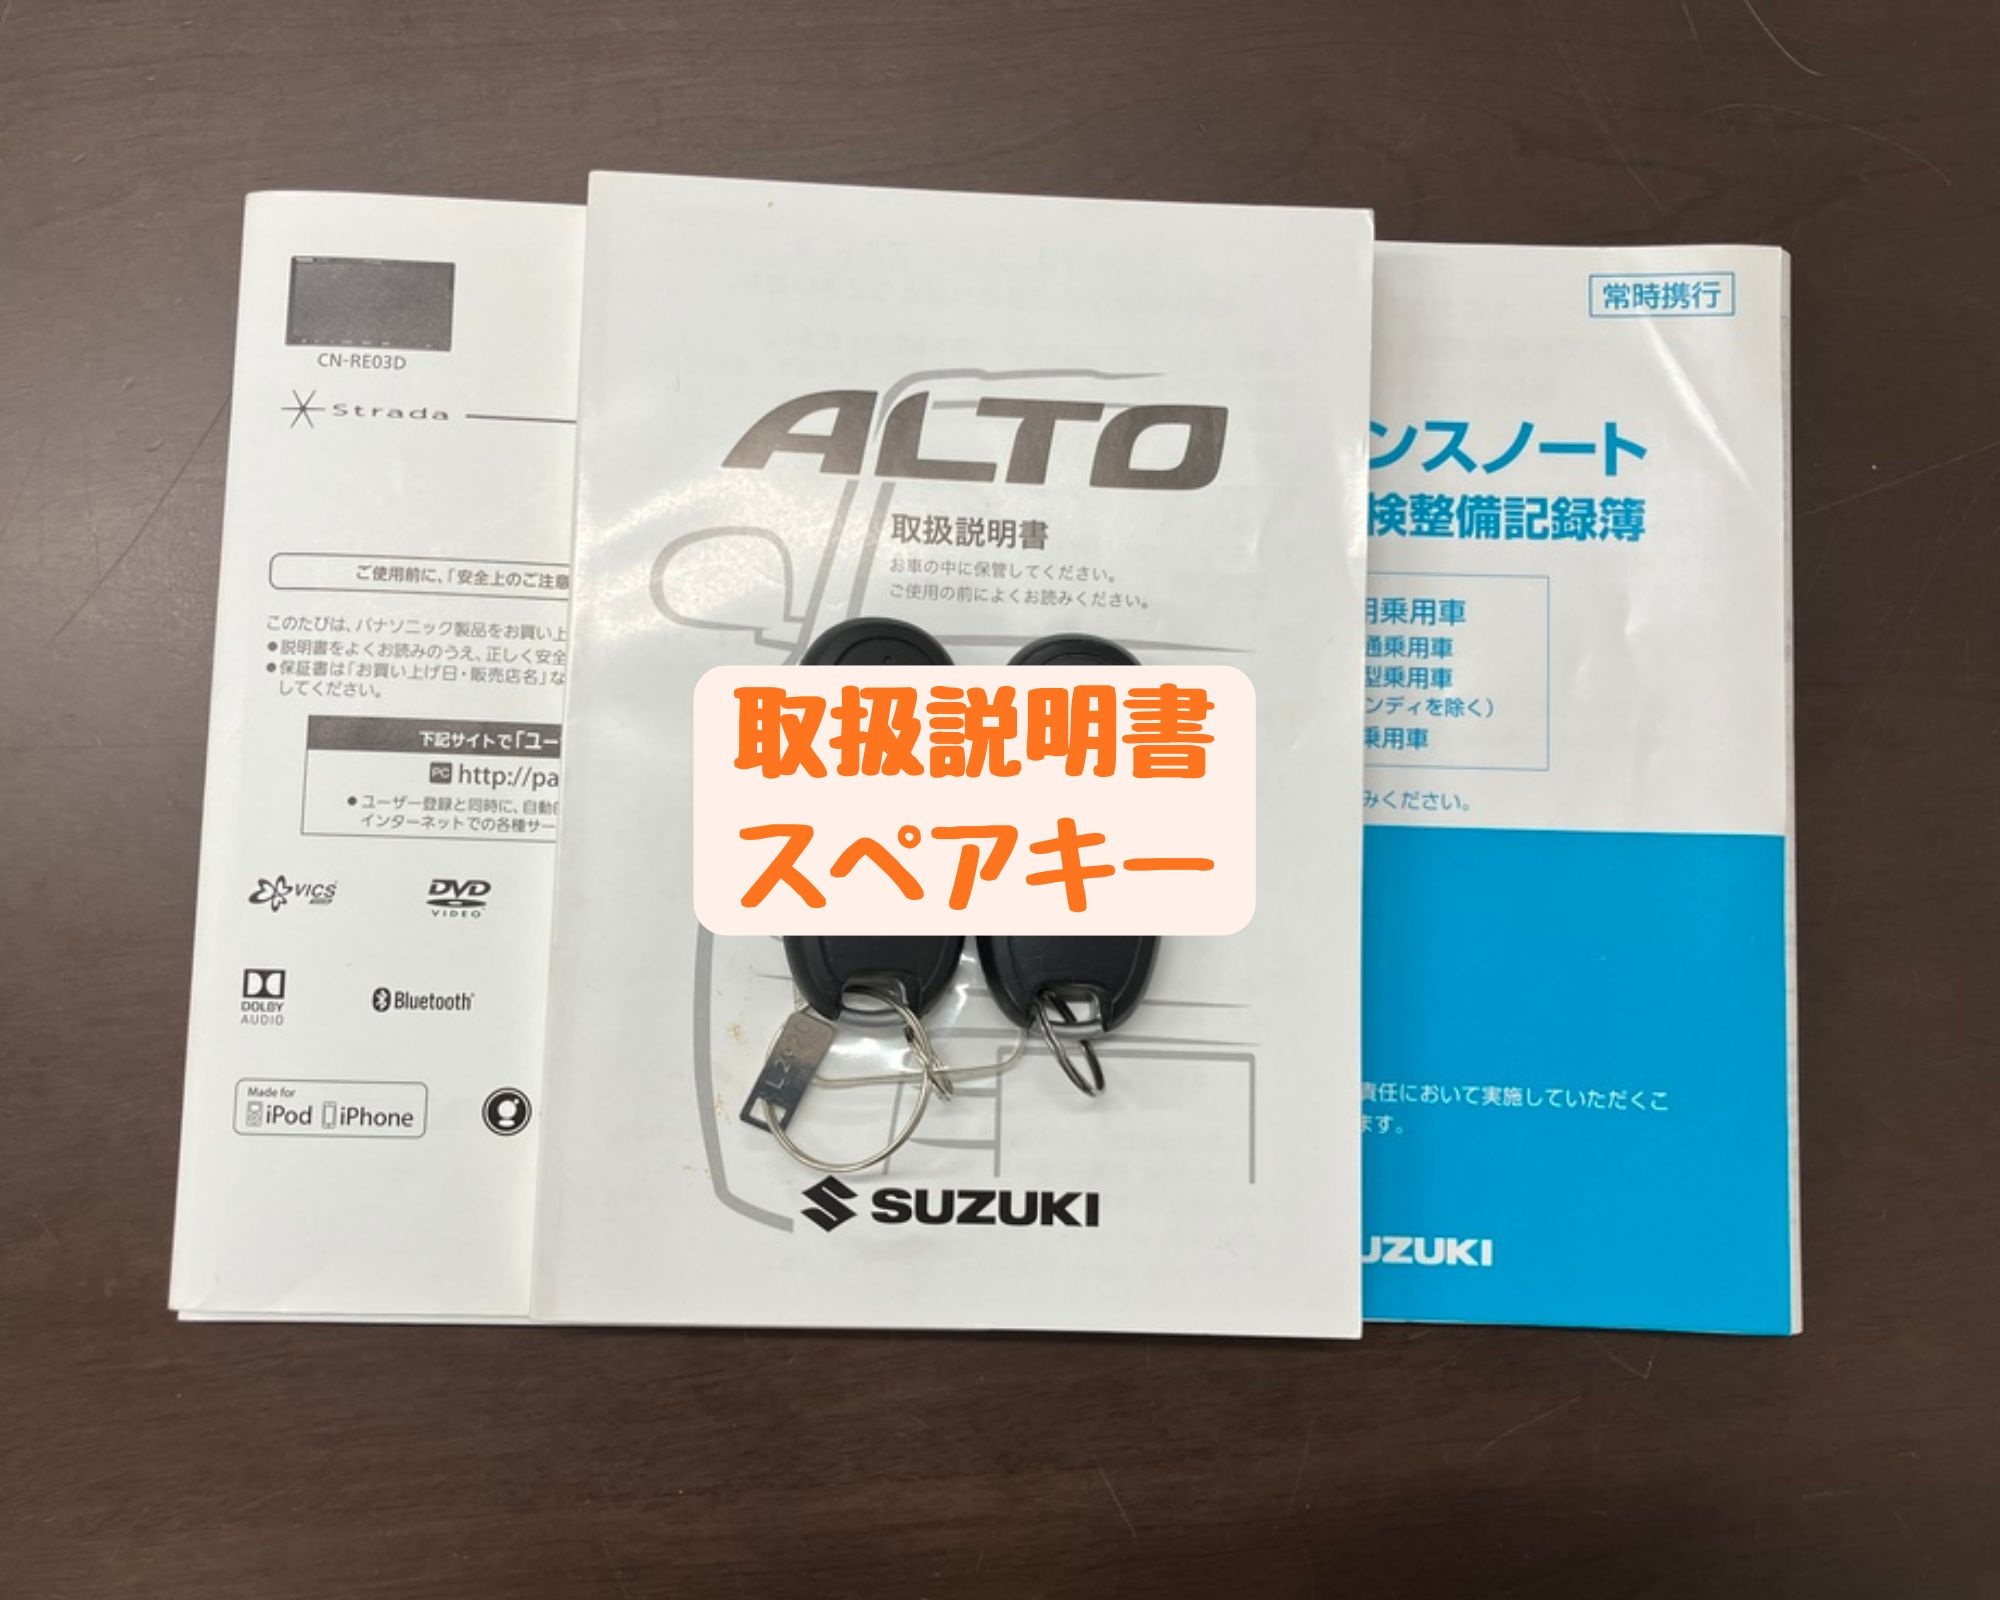 CN-RE03D
Strada
ご使用前に、「安全上のご注意
このたびは、パナソニック製品をお買い上
●説明書をよくお読みのうえ、正しく安全
●保証書は「お買い上げ日・販売店名」な
してください。
下記サイトで「ユー
PC http://pa
●ユーザー登録と同時に、自動
インターネットでの各種サー
VICS
DVD
VIDEO
DOLBY
AUDIO
Bluetooth
Made for
iPod iPhone
g
ALTO
取扱説明書
お車の中に保管してください。
ご使用の前によくお読みください。
取扱説明書
スペアキー
SUZUKI
常時携行
ンスノート
検整備記録簿
用乗用車
通乗用車
型乗用車
ンディを除く）
乗用車
みください。
責任において実施していただくこ
ます。
UZUKI